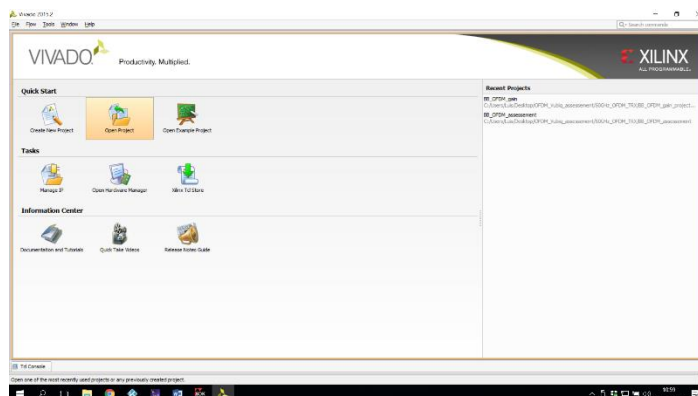 Vivado 2015.2
File Flow Tools Window Help
Search commands
VIVADO Productivity. Multiplied.
XILINX
ALL PROGRAMMABLE.
Quick Start
Create New Project Open Project Open Example Project
Tasks
Manage IP Open Hardware Manager Xilinx Tcl Store
Information Center
Documentation and Tutorials Quick Take Videos Release Notes Guide
Recent Projects
BB_OFDM_gain
BB_OFDM_assessment
Tcl Console
Open one of the most recently used projects or any previously created project.
10:59